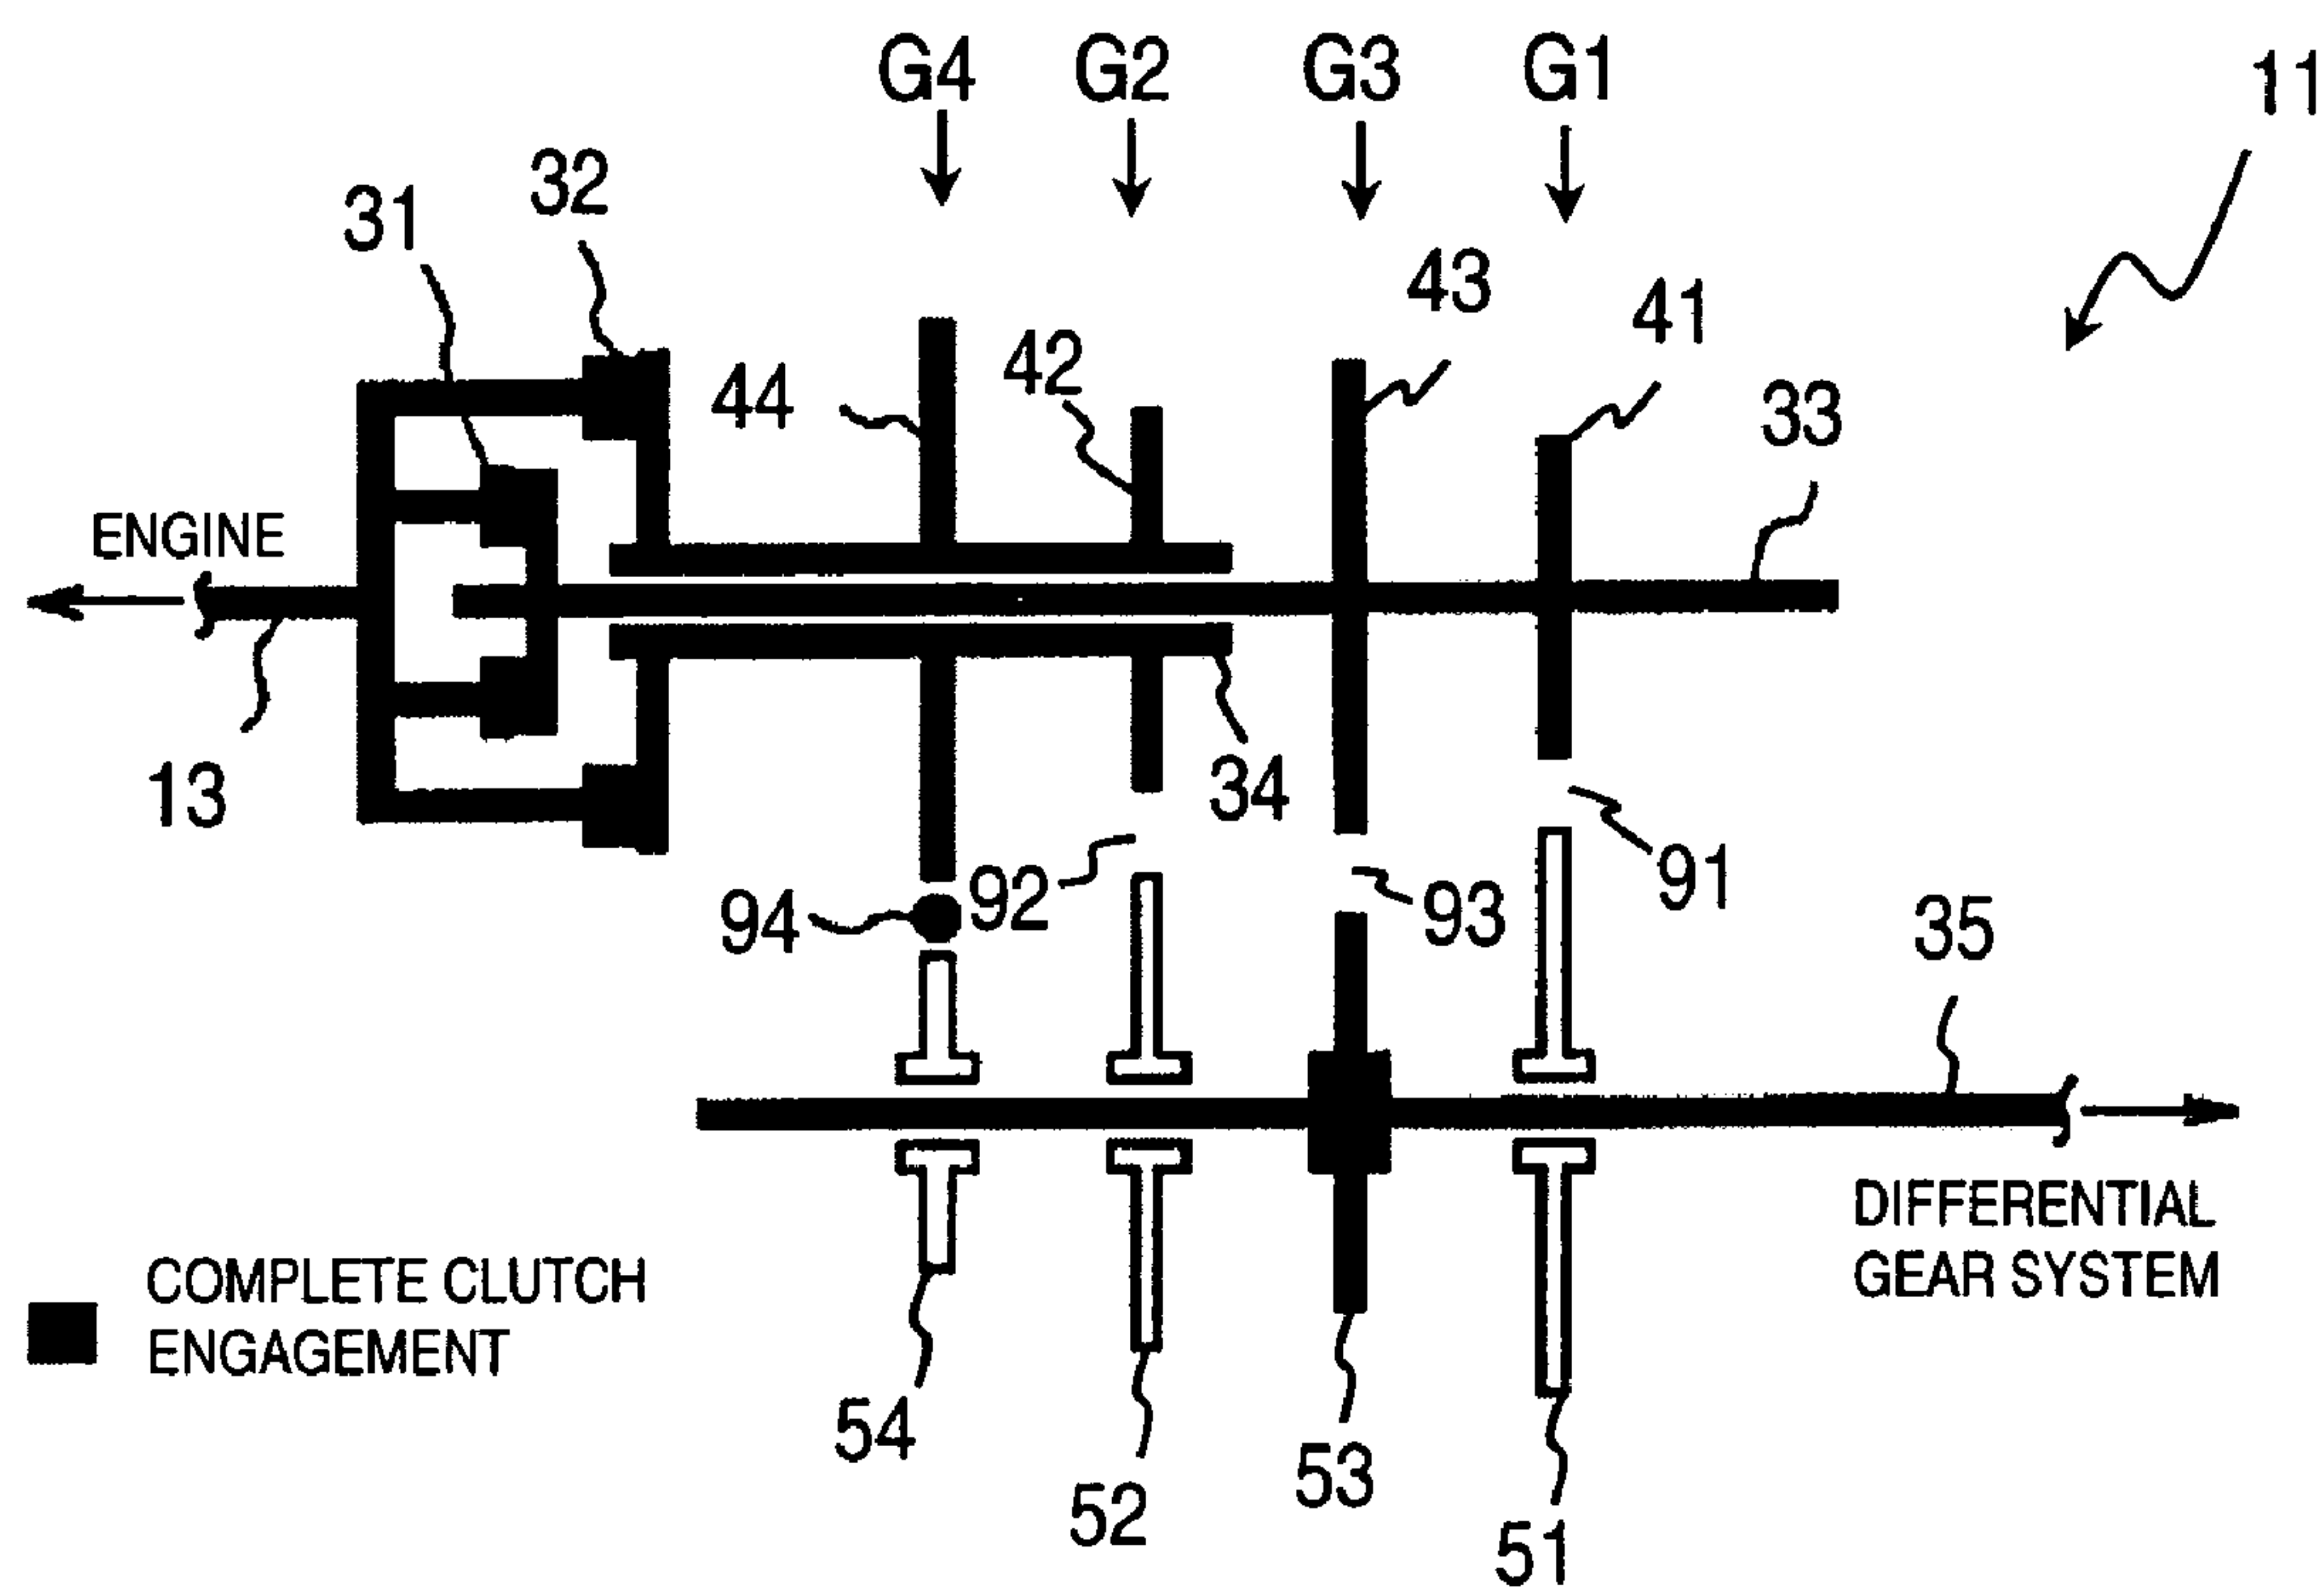 G4 G2 G3 G1 11
31 32
43 41
44 42 33
ENGINE
13 34
94 92 93 91
35
DIFFERENTIAL
GEAR SYSTEM
COMPLETE CLUTCH
ENGAGEMENT
54 52 53 51